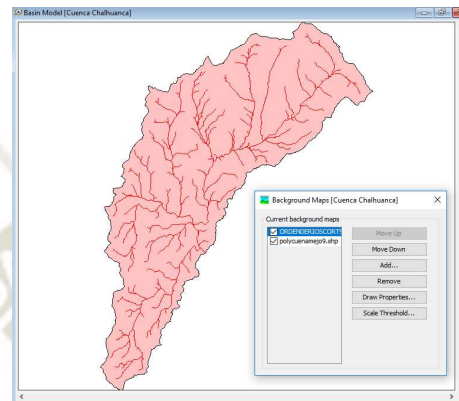 Basin Model [Cuenca Chalhuanca]
Background Maps [Cuenca Chalhuanca]
Current background maps
ORDENDERIOSCORTS
polycuenamejo9.shp
Move Up
Move Down
Add...
Remove
Draw Properties...
Scale Threshold...